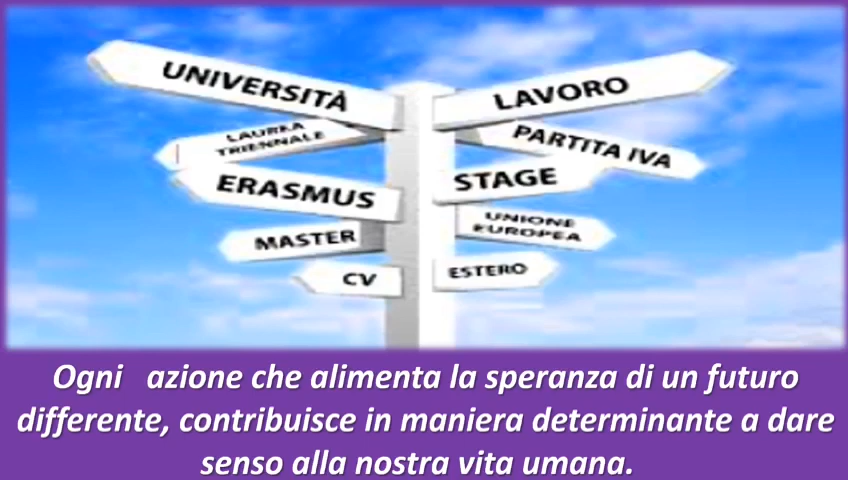 UNIVERSITÀ
LAVORO
LAUREA
TRIENNALE
PARTITA IVA
ERASMUS
STAGE
UNIONE
EUROPEA
MASTER
ESTERO
CV
Ogni azione che alimenta la speranza di un futuro
differente, contribuisce in maniera determinante a dare
senso alla nostra vita umana.